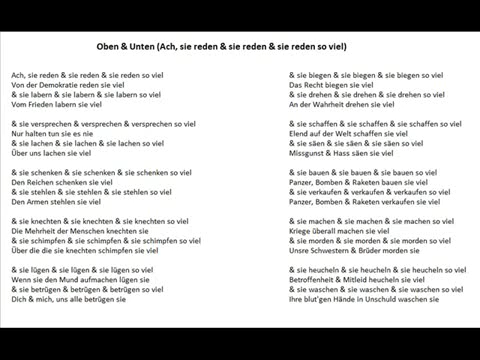 Oben & Unten (Ach, sie reden & sie reden & sie reden so viel)
Ach, sie reden & sie reden & sie reden so viel
Von der Demokratie reden sie viel
& sie labern & sie labern & sie labern so viel
Vom Frieden labern sie viel
& sie versprechen & versprechen & versprechen so viel
Nur halten tun sie es nie
& sie lachen & sie lachen & sie lachen so viel
Über uns lachen sie viel
& sie schenken & sie schenken & sie schenken so viel
Den Reichen schenken sie viel
& sie stehlen & sie stehlen & sie stehlen so viel
Den Armen stehlen sie viel
& sie knechten & sie knechten & sie knechten so viel
Die Mehrheit der Menschen knechten sie
& sie schimpfen & sie schimpfen & sie schimpfen so viel
Über die die sie knechten schimpfen sie viel
& sie lügen & sie lügen & sie lügen so viel
Wenn sie den Mund aufmachen lügen sie
& sie betrügen & betrügen & betrügen so viel
Dich & mich, uns alle betrügen sie
& sie biegen & sie biegen & sie biegen so viel
Das Recht biegen sie viel
& sie drehen & sie drehen & sie drehen so viel
An der Wahrheit drehen sie viel
& sie schaffen & sie schaffen & sie schaffen so viel
Elend auf der Welt schaffen sie viel
& sie säen & sie säen & sie säen so viel
Missgunst & Hass säen sie viel
& sie bauen & sie bauen & sie bauen so viel
Panzer, Bomben & Raketen bauen sie viel
& sie verkaufen & verkaufen & verkaufen so viel
Panzer, Bomben & Raketen verkaufen sie viel
& sie machen & sie machen & sie machen so viel
Kriege überall machen sie viel
& sie morden & sie morden & sie morden so viel
Unsre Schwestern & Brüder morden sie
& sie heucheln & sie heucheln & sie heucheln so viel
Betroffenheit & Mitleid heucheln sie viel
& sie waschen & sie waschen & sie waschen so viel
Ihre blut'gen Hände in Unschuld waschen sie